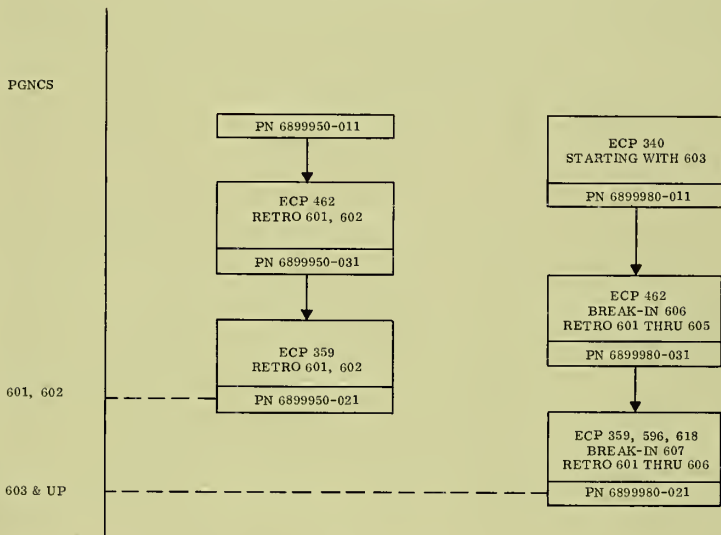 PGNCS
PN 6899950-011
ECP 462
RETRO 601, 602
PN 6899950-031
ECP 359
RETRO 601, 602
PN 6899950-021
601, 602
603 & UP
ECP 340
STARTING WITH 603
PN 6899980-011
ECP 462
BREAK-IN 606
RETRO 601 THRU 605
PN 6899980-031
ECP 359, 596, 618
BREAK-IN 607
RETRO 601 THRU 606
PN 6899980-021